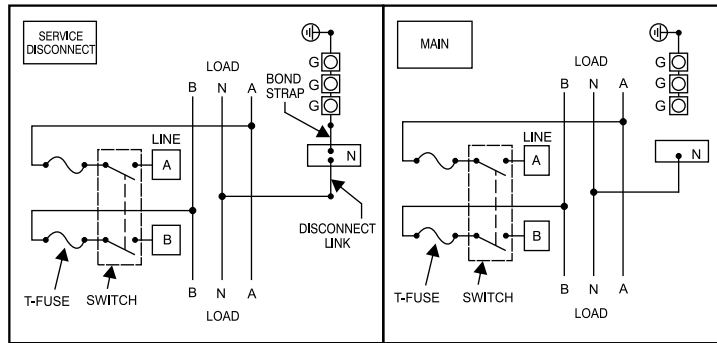 SERVICE
DISCONNECT
LOAD
B N A
BOND
STRAP
G
G
G
LINE
A
N
B
DISCONNECT
LINK
T-FUSE
SWITCH
B N A
LOAD
MAIN
LOAD
B N A
G
G
G
LINE
A
N
B
T-FUSE
SWITCH
B N A
LOAD